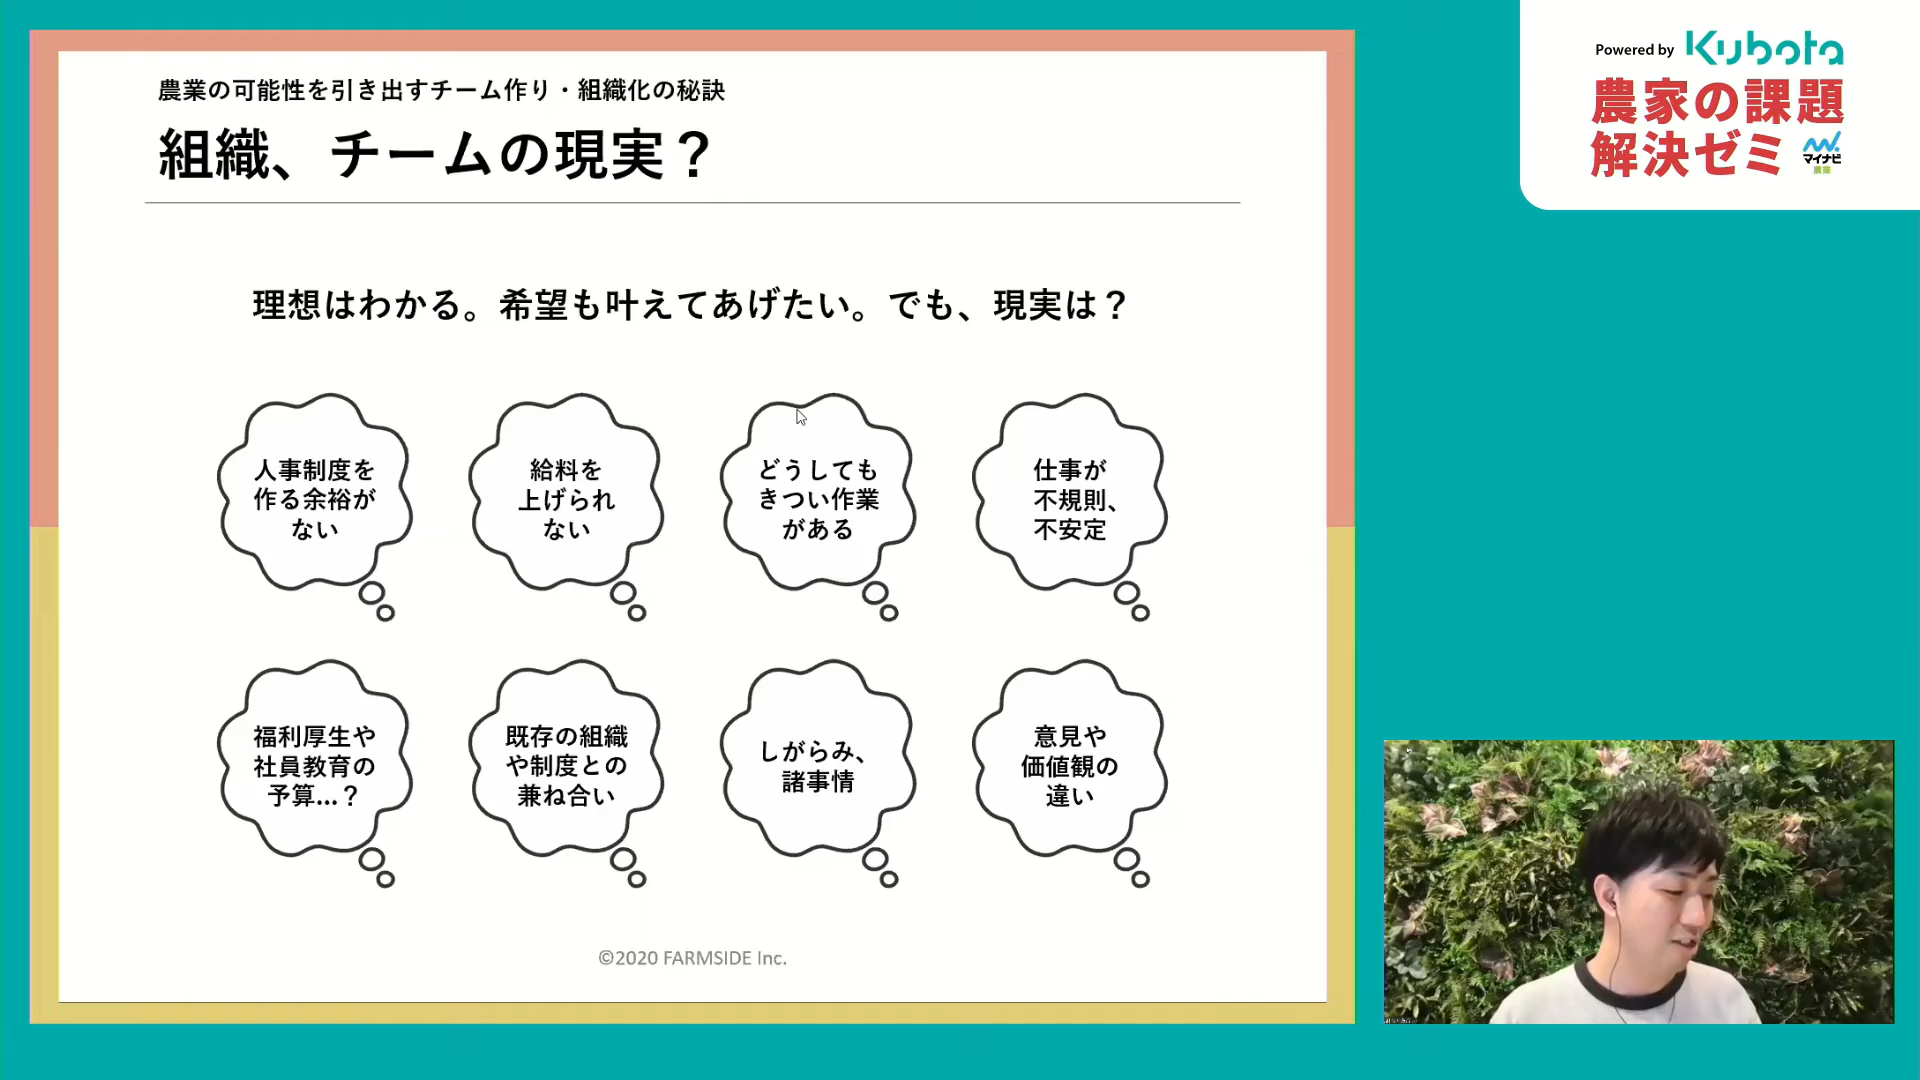 農業の可能性を引き出すチーム作り・組織化の秘訣
組織、チームの現実？
理想はわかる。希望も叶えてあげたい。でも、現実は？
人事制度を
作る余裕が
ない
給料を
上げられ
ない
どうしても
きつい作業
がある
仕事が
不規則、
不安定
福利厚生や
社員教育の
予算…？
既存の組織
や制度との
兼ね合い
しがらみ、
諸事情
意見や
価値観の
違い
©2020 FARMSIDE Inc.
Powered by Kubota
農家の課題
解決ゼミ
マイナビ
農業